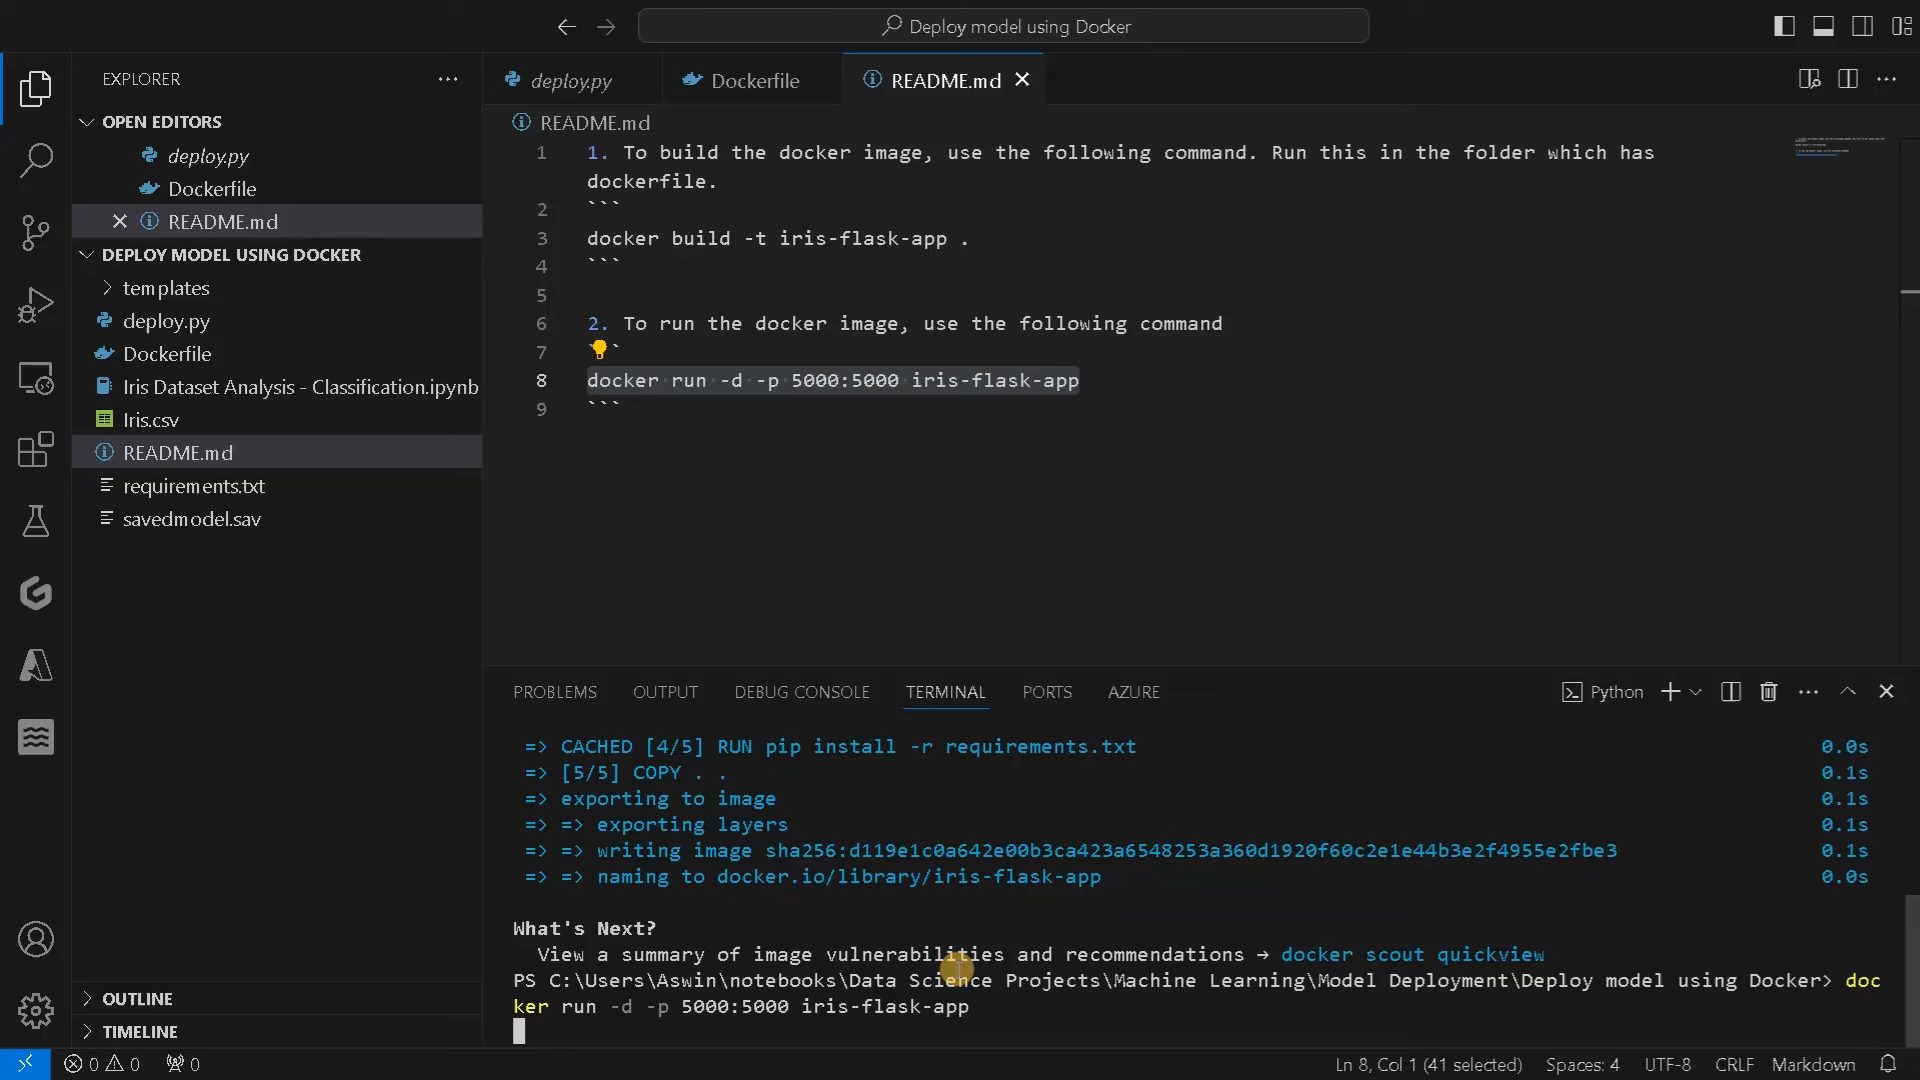 Deploy model using Docker
EXPLORER
OPEN EDITORS
deploy.py
Dockerfile
README.md
DEPLOY MODEL USING DOCKER
templates
deploy.py
Dockerfile
Iris Dataset Analysis - Classification.ipynb
Iris.csv
README.md
requirements.txt
savedmodel.sav
OUTLINE
TIMELINE
deploy.py
Dockerfile
README.md
README.md
1 1. To build the docker image, use the following command. Run this in the folder which has
dockerfile.
2 ```
3 docker build -t iris-flask-app .
4 ```
5
6 2. To run the docker image, use the following command
7 ```
8 docker run -d -p 5000:5000 iris-flask-app
9 ```
PROBLEMS OUTPUT DEBUG CONSOLE TERMINAL PORTS AZURE
Python
=> CACHED [4/5] RUN pip install -r requirements.txt 0.0s
=> [5/5] COPY . . 0.1s
=> exporting to image 0.1s
=> => exporting layers 0.1s
=> => writing image sha256:d119e1c0a642e00b3ca423a6548253a360d1920f60c2e1e44b3e2f4955e2fbe3 0.1s
=> => naming to docker.io/library/iris-flask-app 0.0s
What's Next?
View a summary of image vulnerabilities and recommendations → docker scout quickview
PS C:\Users\Aswin\notebooks\Data Science Projects\Machine Learning\Model Deployment\Deploy model using Docker> doc
ker run -d -p 5000:5000 iris-flask-app
0 0 0
Ln 8, Col 1 (41 selected) Spaces: 4 UTF-8 CRLF Markdown